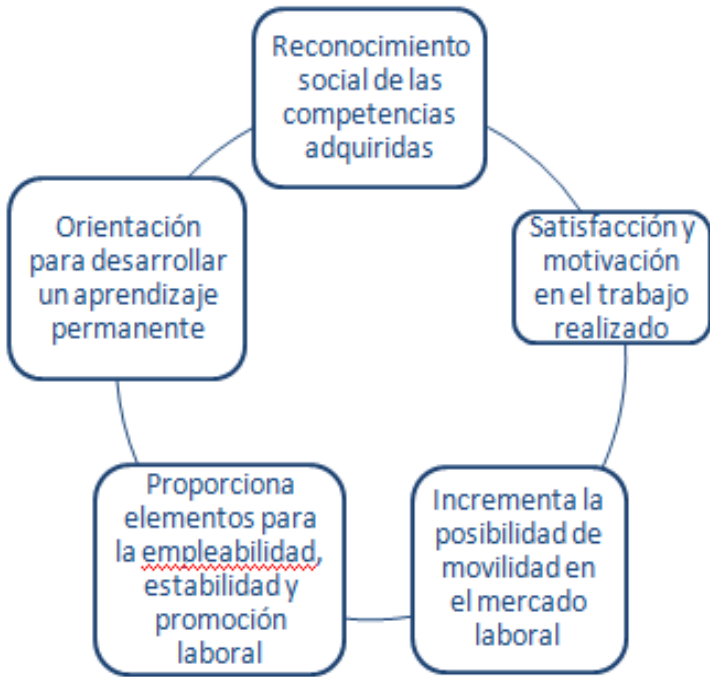 Reconocimiento
social de las
competencias
adquiridas
Satisfacción y
motivación
en el trabajo
realizado
Incrementa la
posibilidad de
movilidad en
el mercado
laboral
Proporciona
elementos para
la empleabilidad,
estabilidad y
promoción
laboral
Orientación
para desarrollar
un aprendizaje
permanente